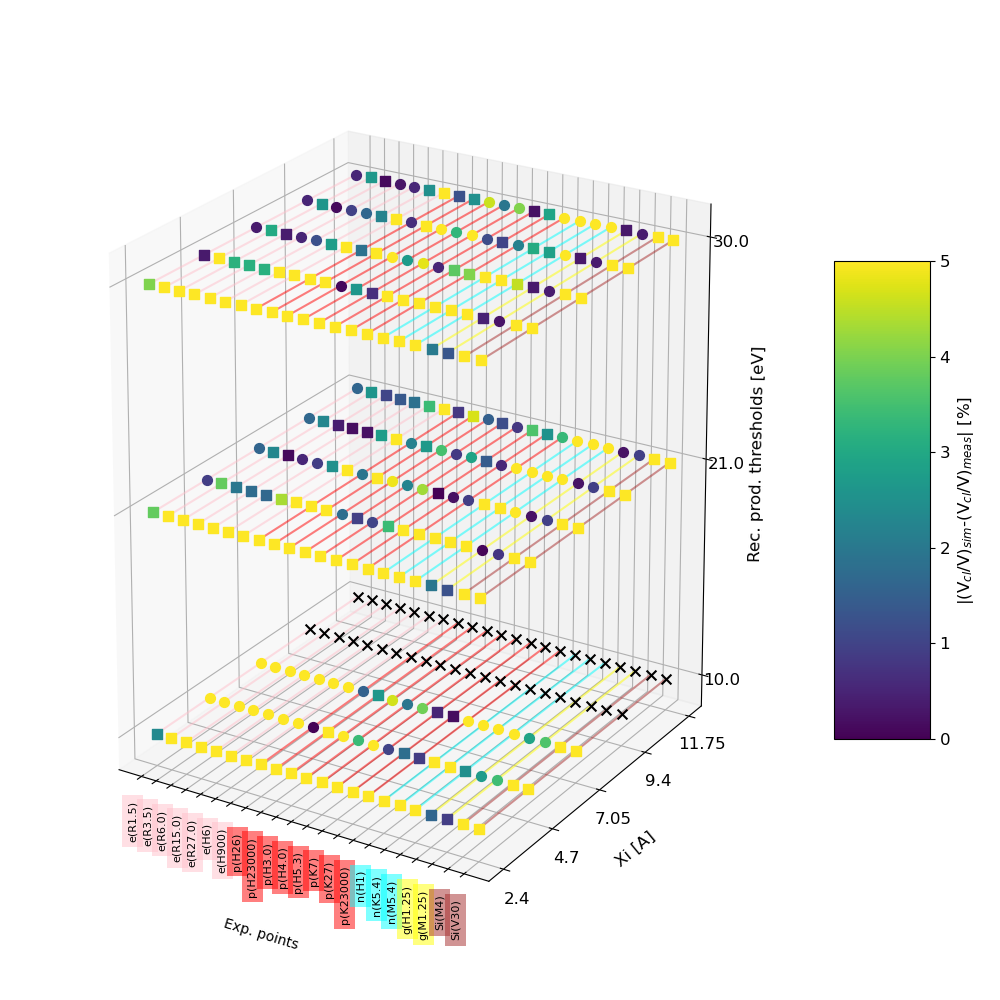 30.0
21.0
10.0
Rec. prod. thresholds [eV]
11.75
9.4
7.05
4.7
2.4
Xi [A]
e(R1.5)
e(R3.5)
e(R6.0)
e(R15.0)
e(R27.0)
e(H6)
e(H900)
p(H26)
p(H23000)
p(H3.0)
p(H4.0)
p(H5.3)
p(K7)
p(K27)
p(K23000)
n(H1)
n(K5.4)
n(M5.4)
g(H1.25)
g(M1.25)
Si(M4)
Si(V30)
Exp. points
5
4
3
2
1
0
|(V_{cl}/V)_{sim}-(V_{cl}/V)_{meas}| [%]